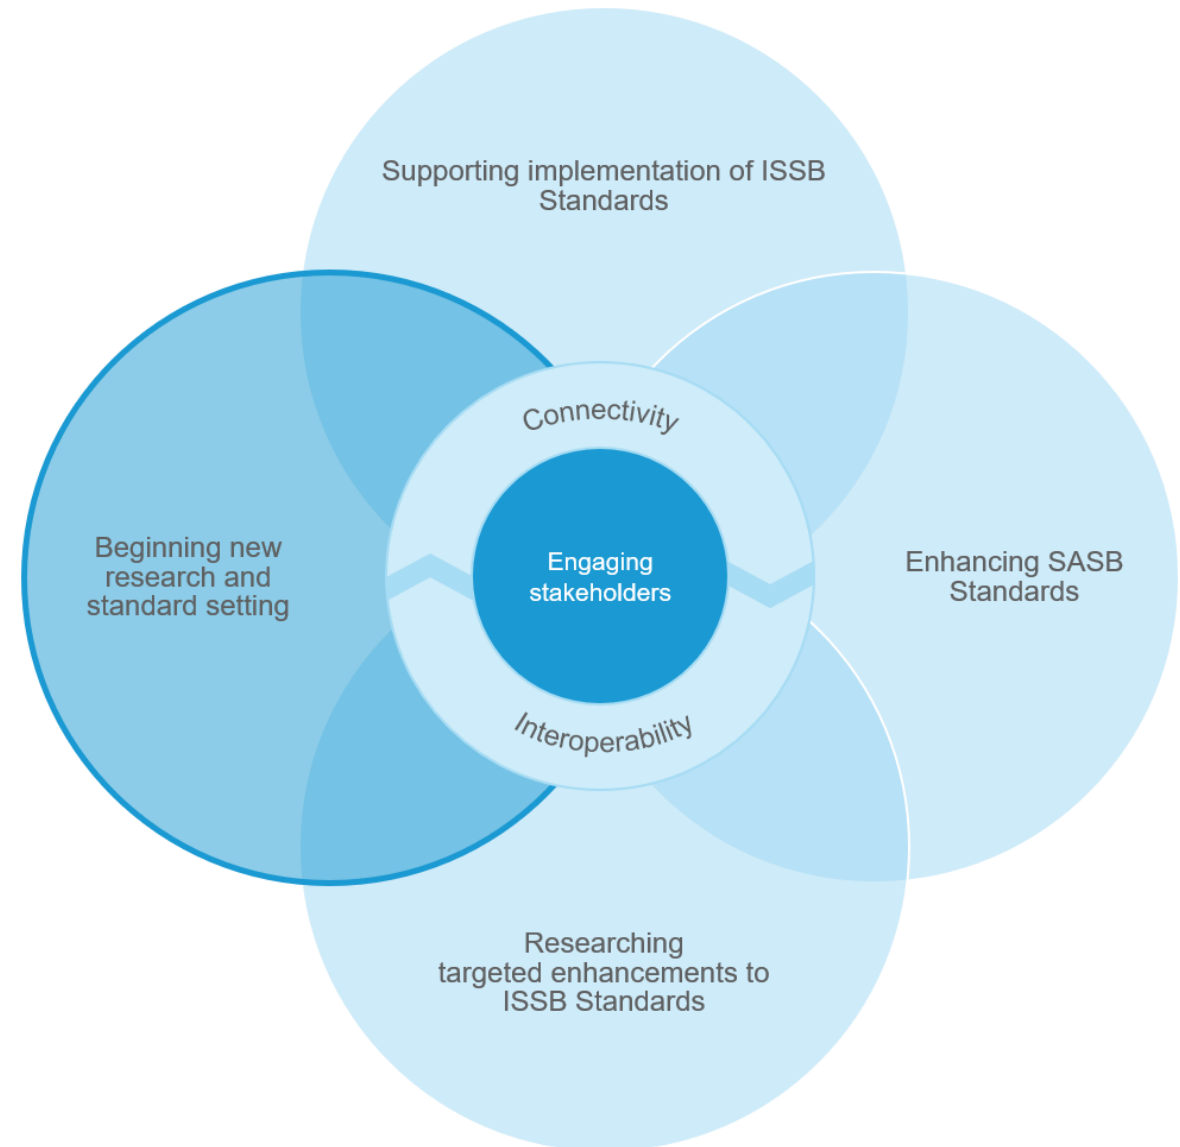 Supporting implementation of ISSB
Standards
Connectivity
Beginning new
research and
standard setting
Engaging
stakeholders
Enhancing SASB
Standards
Interoperability
Researching
targeted enhancements to
ISSB Standards